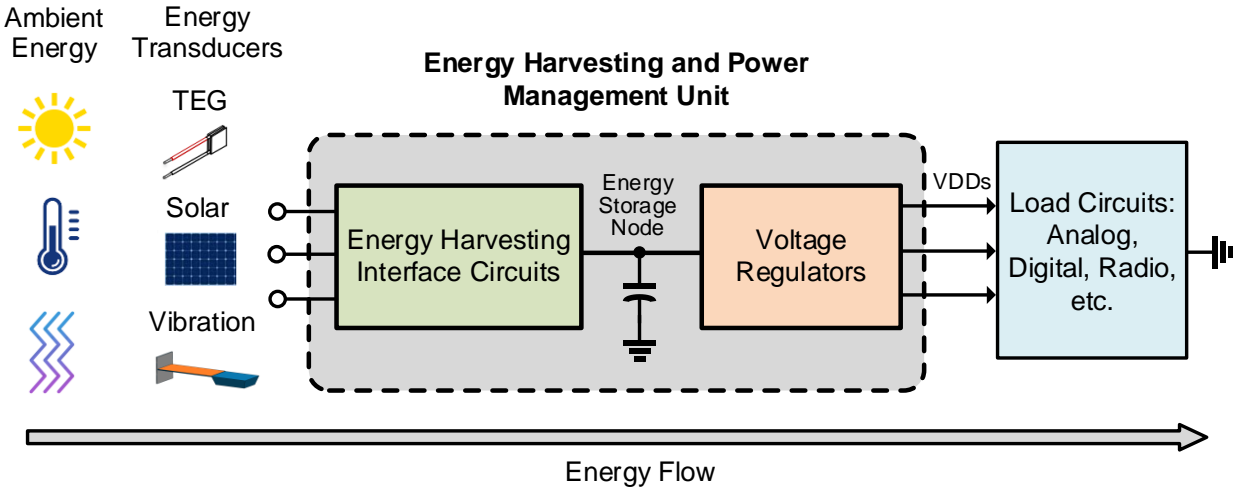 Ambient
Energy
Energy
Transducers
Energy Harvesting and Power
Management Unit
TEG
Solar
Vibration
Energy Harvesting
Interface Circuits
Energy
Storage
Node
Voltage
Regulators
VDDs
Load Circuits:
Analog,
Digital, Radio,
etc.
Energy Flow